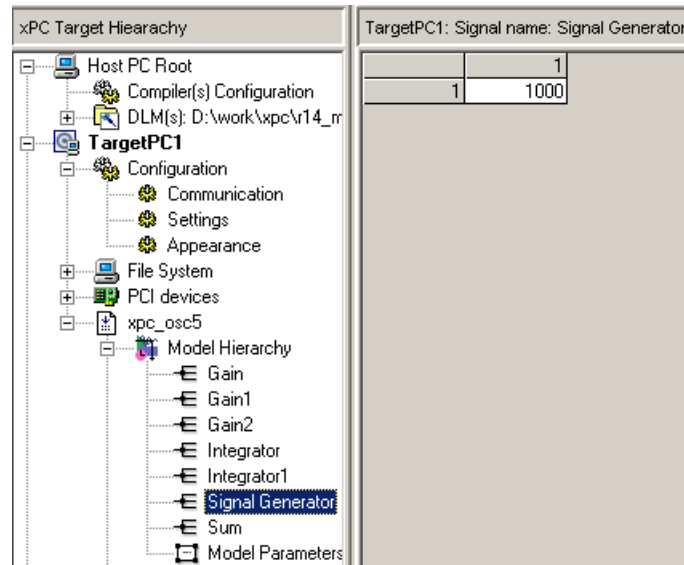 xPC Target Hiearachy
Host PC Root
Compiler(s) Configuration
DLM(s): D:\work\xpc\r14_m
TargetPC1
Configuration
Communication
Settings
Appearance
File System
PCI devices
xpc_osc5
Model Hierarchy
Gain
Gain1
Gain2
Integrator
Integrator1
Signal Generator
Sum
Model Parameters
TargetPC1: Signal name: Signal Generator
1
1 1000